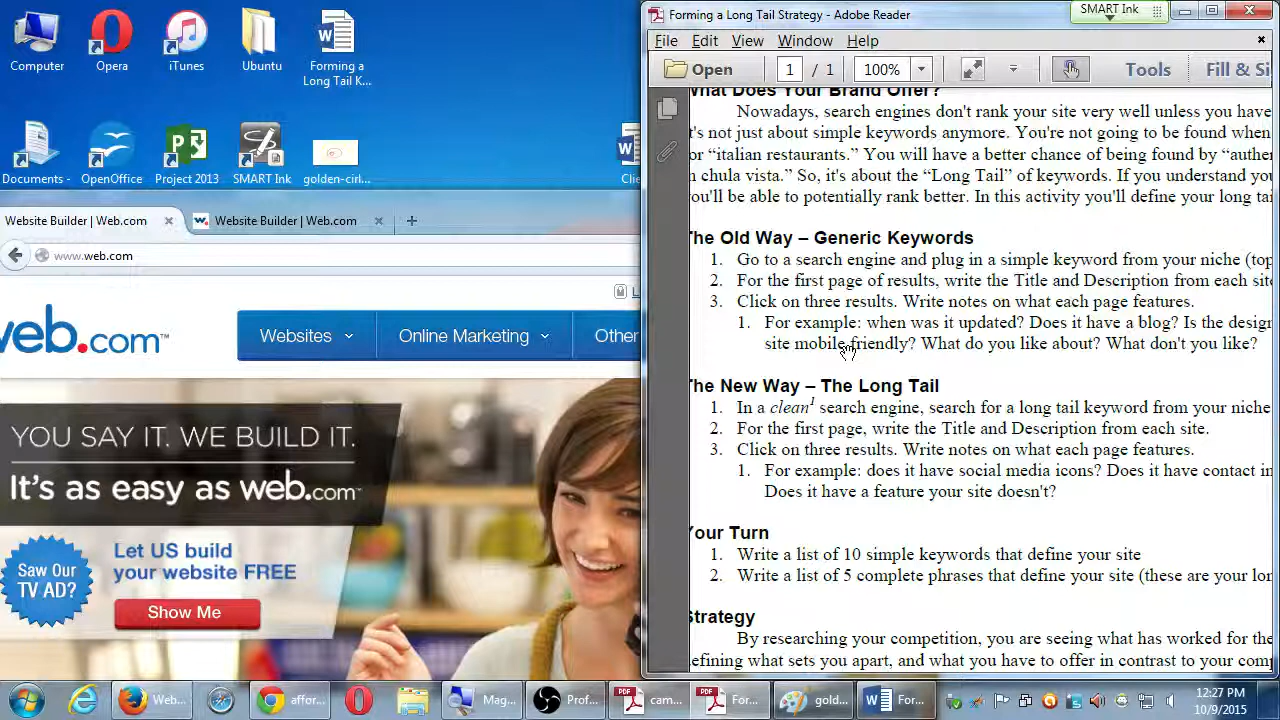 Computer
Opera
iTunes
Ubuntu
Forming a
Long Tail K...
Documents -
OpenOffice
Project 2013
SMART Ink
golden-cirl...
Clie
Website Builder | Web.com
Website Builder | Web.com
www.web.com
web.com™
Websites
Online Marketing
Other
YOU SAY IT. WE BUILD IT.
It's as easy as web.com™
Saw Our
TV AD?
Let US build
your website FREE
Show Me
Forming a Long Tail Strategy - Adobe Reader
SMART Ink
File Edit View Window Help
Open 1 / 1 100% Tools Fill & Si
What Does Your Brand Offer?
Nowadays, search engines don't rank your site very well unless you have
t's not just about simple keywords anymore. You're not going to be found when
or “italian restaurants.” You will have a better chance of being found by “authen
n chula vista.” So, it's about the “Long Tail” of keywords. If you understand you
you'll be able to potentially rank better. In this activity you'll define your long tai
The Old Way – Generic Keywords
1. Go to a search engine and plug in a simple keyword from your niche (top
2. For the first page of results, write the Title and Description from each site
3. Click on three results. Write notes on what each page features.
1. For example: when was it updated? Does it have a blog? Is the design
site mobile friendly? What do you like about? What don't you like?
The New Way – The Long Tail
1. In a clean¹ search engine, search for a long tail keyword from your niche
2. For the first page, write the Title and Description from each site.
3. Click on three results. Write notes on what each page features.
1. For example: does it have social media icons? Does it have contact in
Does it have a feature your site doesn't?
Your Turn
1. Write a list of 10 simple keywords that define your site
2. Write a list of 5 complete phrases that define your site (these are your lon
Strategy
By researching your competition, you are seeing what has worked for the
efining what sets you apart, and what you have to offer in contrast to your comp
Web... affor... Mag... Prof... cam... For... gold... For...
12:27 PM
10/9/2015